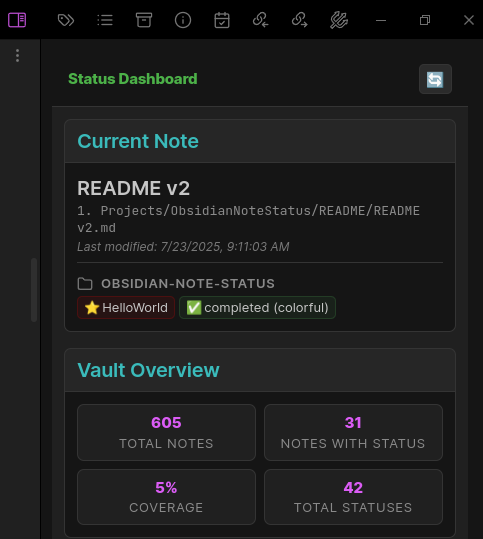 Status Dashboard
Current Note
README v2
1. Projects/ObsidianNoteStatus/README/README
v2.md
Last modified: 7/23/2025, 9:11:03 AM
OBSIDIAN-NOTE-STATUS
⭐ HelloWorld ✅ completed (colorful)
Vault Overview
605 31
TOTAL NOTES NOTES WITH STATUS
5% 42
COVERAGE TOTAL STATUSES